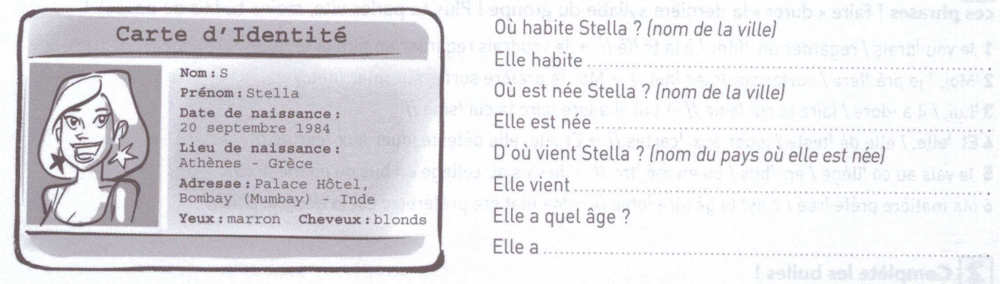 Carte d'Identité
Nom : S
Prénom : Stella
Date de naissance :
20 septembre 1984
Lieu de naissance :
Athènes - Grèce
Adresse : Palace Hôtel,
Bombay (Mumbay) - Inde
Yeux : marron Cheveux : blonds
Où habite Stella ? (nom de la ville)
Elle habite
Où est née Stella ? (nom de la ville)
Elle est née
D'où vient Stella ? (nom du pays où elle est née)
Elle vient
Elle a quel âge ?
Elle a